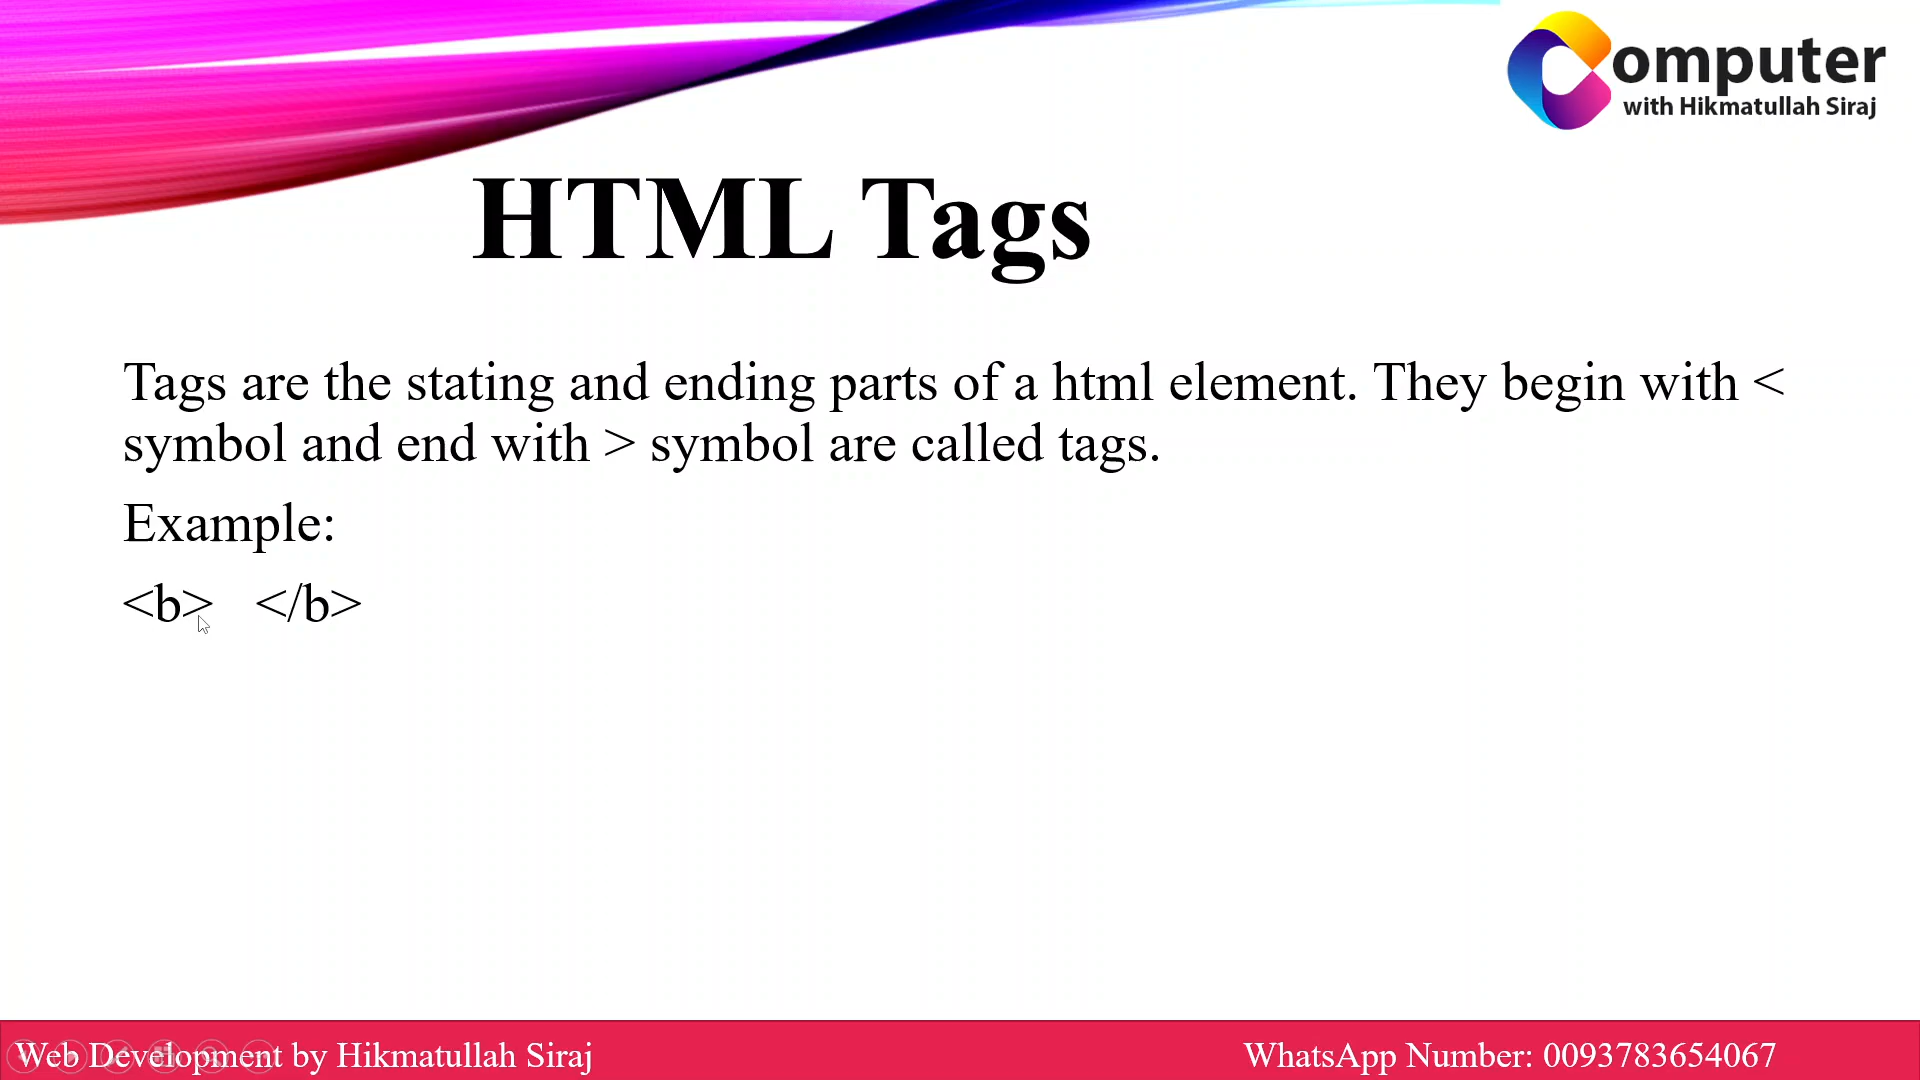 Computer
with Hikmatullah Siraj
HTML Tags
Tags are the stating and ending parts of a html element. They begin with <
symbol and end with > symbol are called tags.
Example:
<b>   </b>
Web Development by Hikmatullah Siraj
WhatsApp Number: 0093783654067